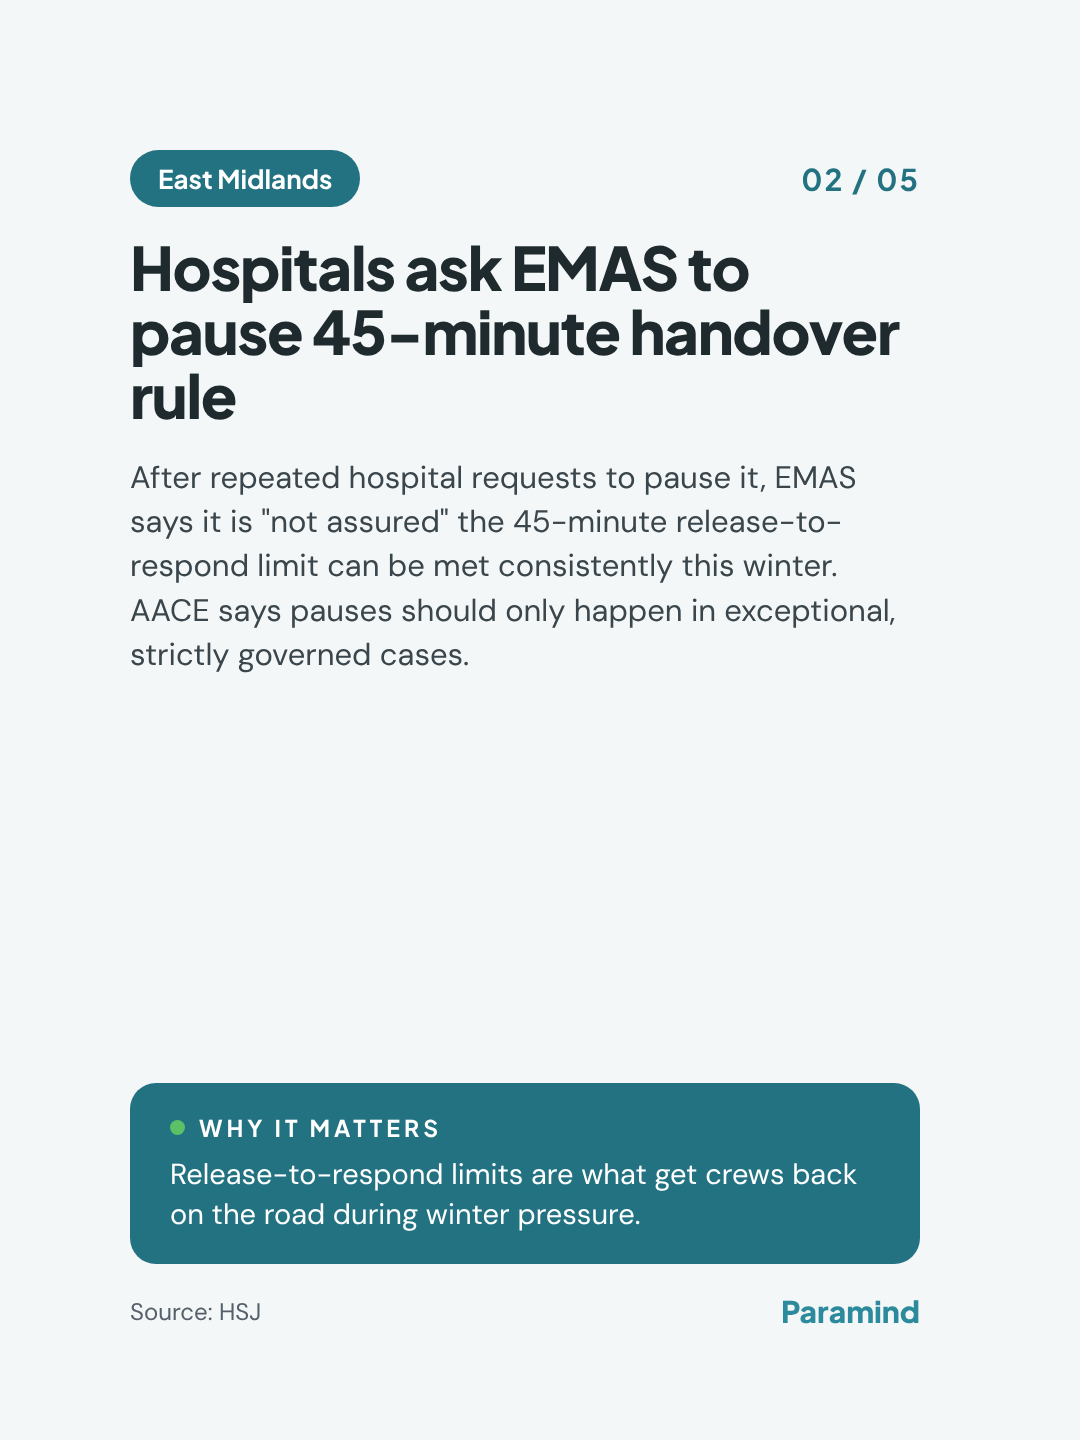 East Midlands
02 / 05
Hospitals ask EMAS to
pause 45-minute handover
rule
After repeated hospital requests to pause it, EMAS
says it is "not assured" the 45-minute release-to-
respond limit can be met consistently this winter.
AACE says pauses should only happen in exceptional,
strictly governed cases.
WHY IT MATTERS
Release-to-respond limits are what get crews back
on the road during winter pressure.
Source: HSJ
Paramind